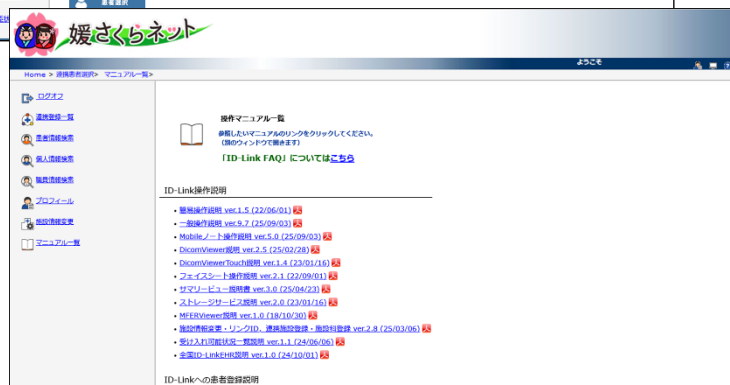 患者選択
媛さくらネット
ようこそ
Home > 連携患者選択> マニュアル一覧>
ログオフ
連携登録一覧
患者情報検索
個人情報検索
職員情報検索
プロフィール
施設情報変更
マニュアル一覧
操作マニュアル一覧
参照したいマニュアルのリンクをクリックしてください。
(別のウィンドウで開きます)
「ID-Link FAQ」についてはこちら
ID-Link操作説明
・簡易操作説明 ver.1.5 (22/06/01)
・一般操作説明 ver.9.7 (25/09/03)
・Mobileノート操作説明 ver.5.0 (25/09/03)
・DicomViewer説明 ver.2.5 (25/02/28)
・DicomViewerTouch説明 ver.1.4 (23/01/16)
・フェイスシート操作説明 ver.2.1 (22/09/01)
・サマリービュー説明書 ver.3.0 (25/04/23)
・ストレージサービス説明 ver.2.0 (23/01/16)
・MFERViewer説明 ver.1.0 (18/10/30)
・施設情報変更・リンクID、連携施設登録・施設科登録 ver.2.8 (25/03/06)
・受け入れ可能状況一覧説明 ver.1.1 (24/06/06)
・全国ID-LinkEHR説明 ver.1.0 (24/10/01)
ID-Linkへの患者登録説明